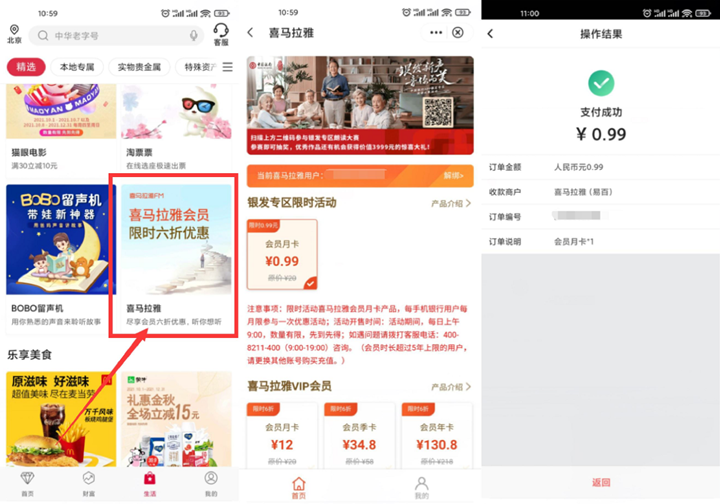 10:59
北京
中华老字号
客服
精选
本地专属
实物贵金属
特殊资产
MAOYAN
猫眼电影
满30立减10元
淘票票
在线选座极速出票
BOBO留声机
带娃新神器
BOBO留声机
用你熟悉的声音来聆听故事
喜马拉雅FM
喜马拉雅会员
限时六折优惠
喜马拉雅
尽享会员六折优惠，听你想听
乐享美食
原滋味 好滋味
超值美味 尽在麦当劳
万千风味
板烧鸡腿堡
蒙牛
礼惠金秋
全场立减15元
首页
财富
生活
我的
10:59
喜马拉雅
扫描上方二维码参与银发专区朗读大赛
参赛即可抽奖，优秀作品还有机会获得价值3999元的惊喜大礼！
当前喜马拉雅用户：
解绑>
银发专区限时活动
产品介绍 >
限时0.99元
会员月卡
¥0.99
原价¥20
注意事项：限时活动喜马拉雅会员月卡产品，每手机银行用户每
月限参与一次优惠活动；活动开售时间：活动期间，每日上午
9:00，数量有限，先到先得；如遇问题请拨打客服电话：400-
8211-400（9:00-19:00）咨询。（会员时长超过5年上限的用户，
请更换其他账号购买充值。）
喜马拉雅VIP会员
产品介绍 >
限时6折
会员月卡
¥12
原价¥20
限时6折
会员季卡
¥34.8
原价¥58
限时6折
会员年卡
¥130.8
原价¥218
首页
我的
11:00
操作结果
支付成功
¥ 0.99
订单金额 人民币元0.99
收款商户 喜马拉雅 (易百)
订单编号
订单说明 会员月卡*1
返回